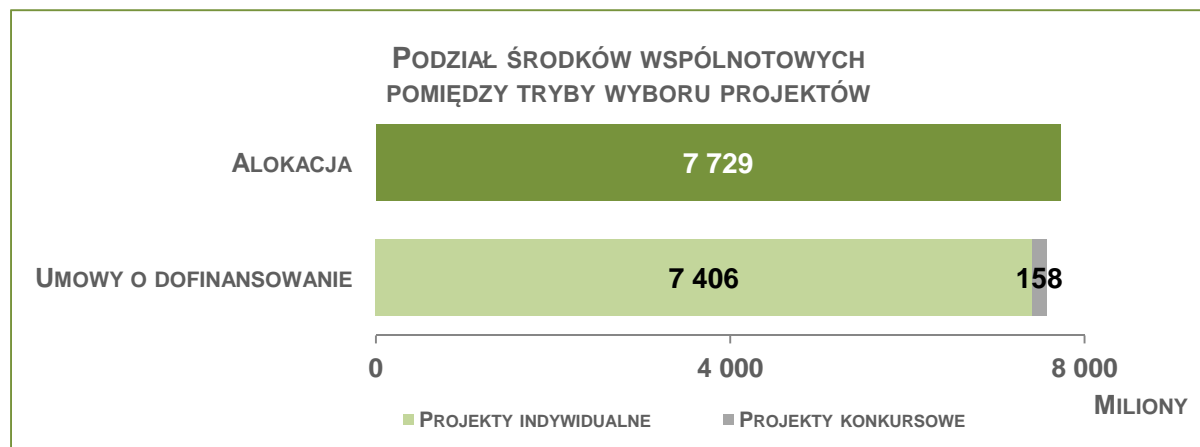 PODZIAŁ ŚRODKÓW WSPÓLNOTOWYCH
POMIĘDZY TRYBY WYBORU PROJEKTÓW
ALOKACJA
7 729
UMOWY O DOFINANSOWANIE
7 406
158
0
4 000
8 000
MILIONY
PROJEKTY INDYWIDUALNE
PROJEKTY KONKURSOWE